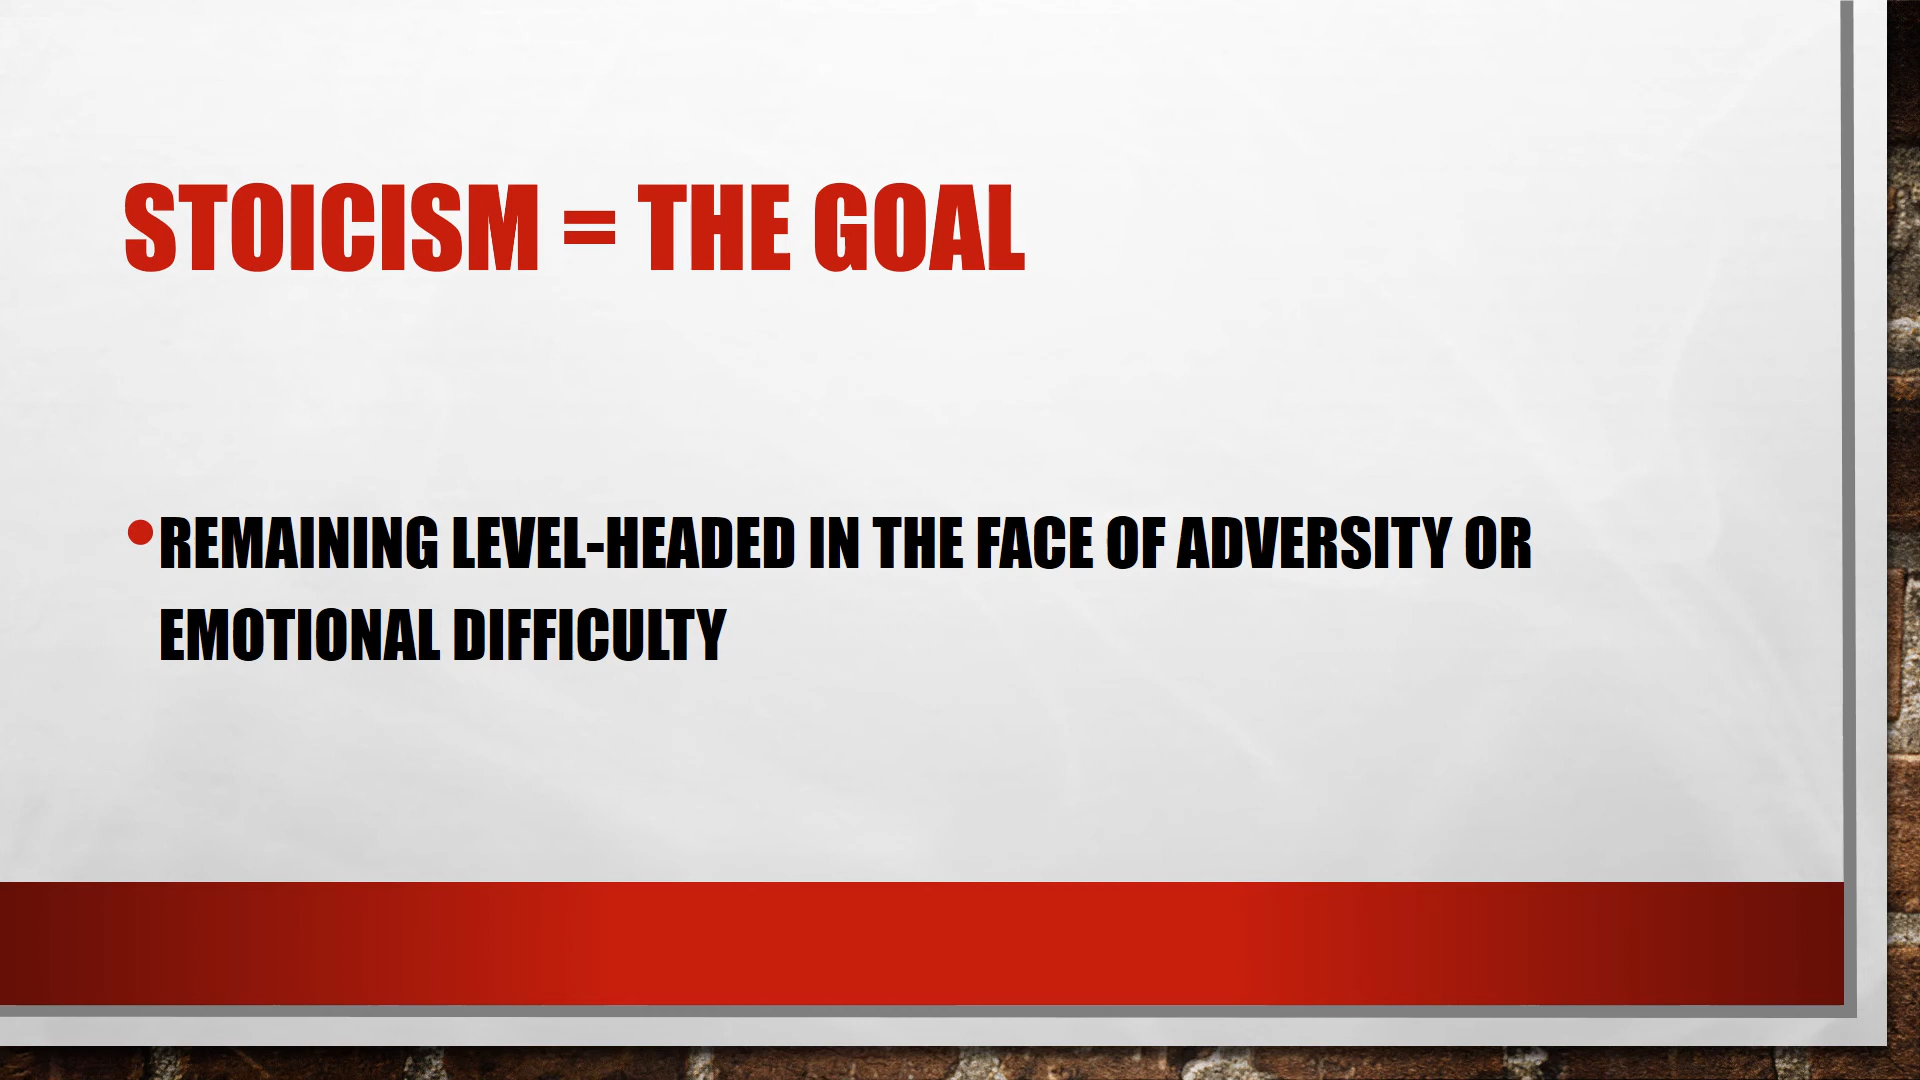 STOICISM = THE GOAL
• REMAINING LEVEL-HEADED IN THE FACE OF ADVERSITY OR
EMOTIONAL DIFFICULTY